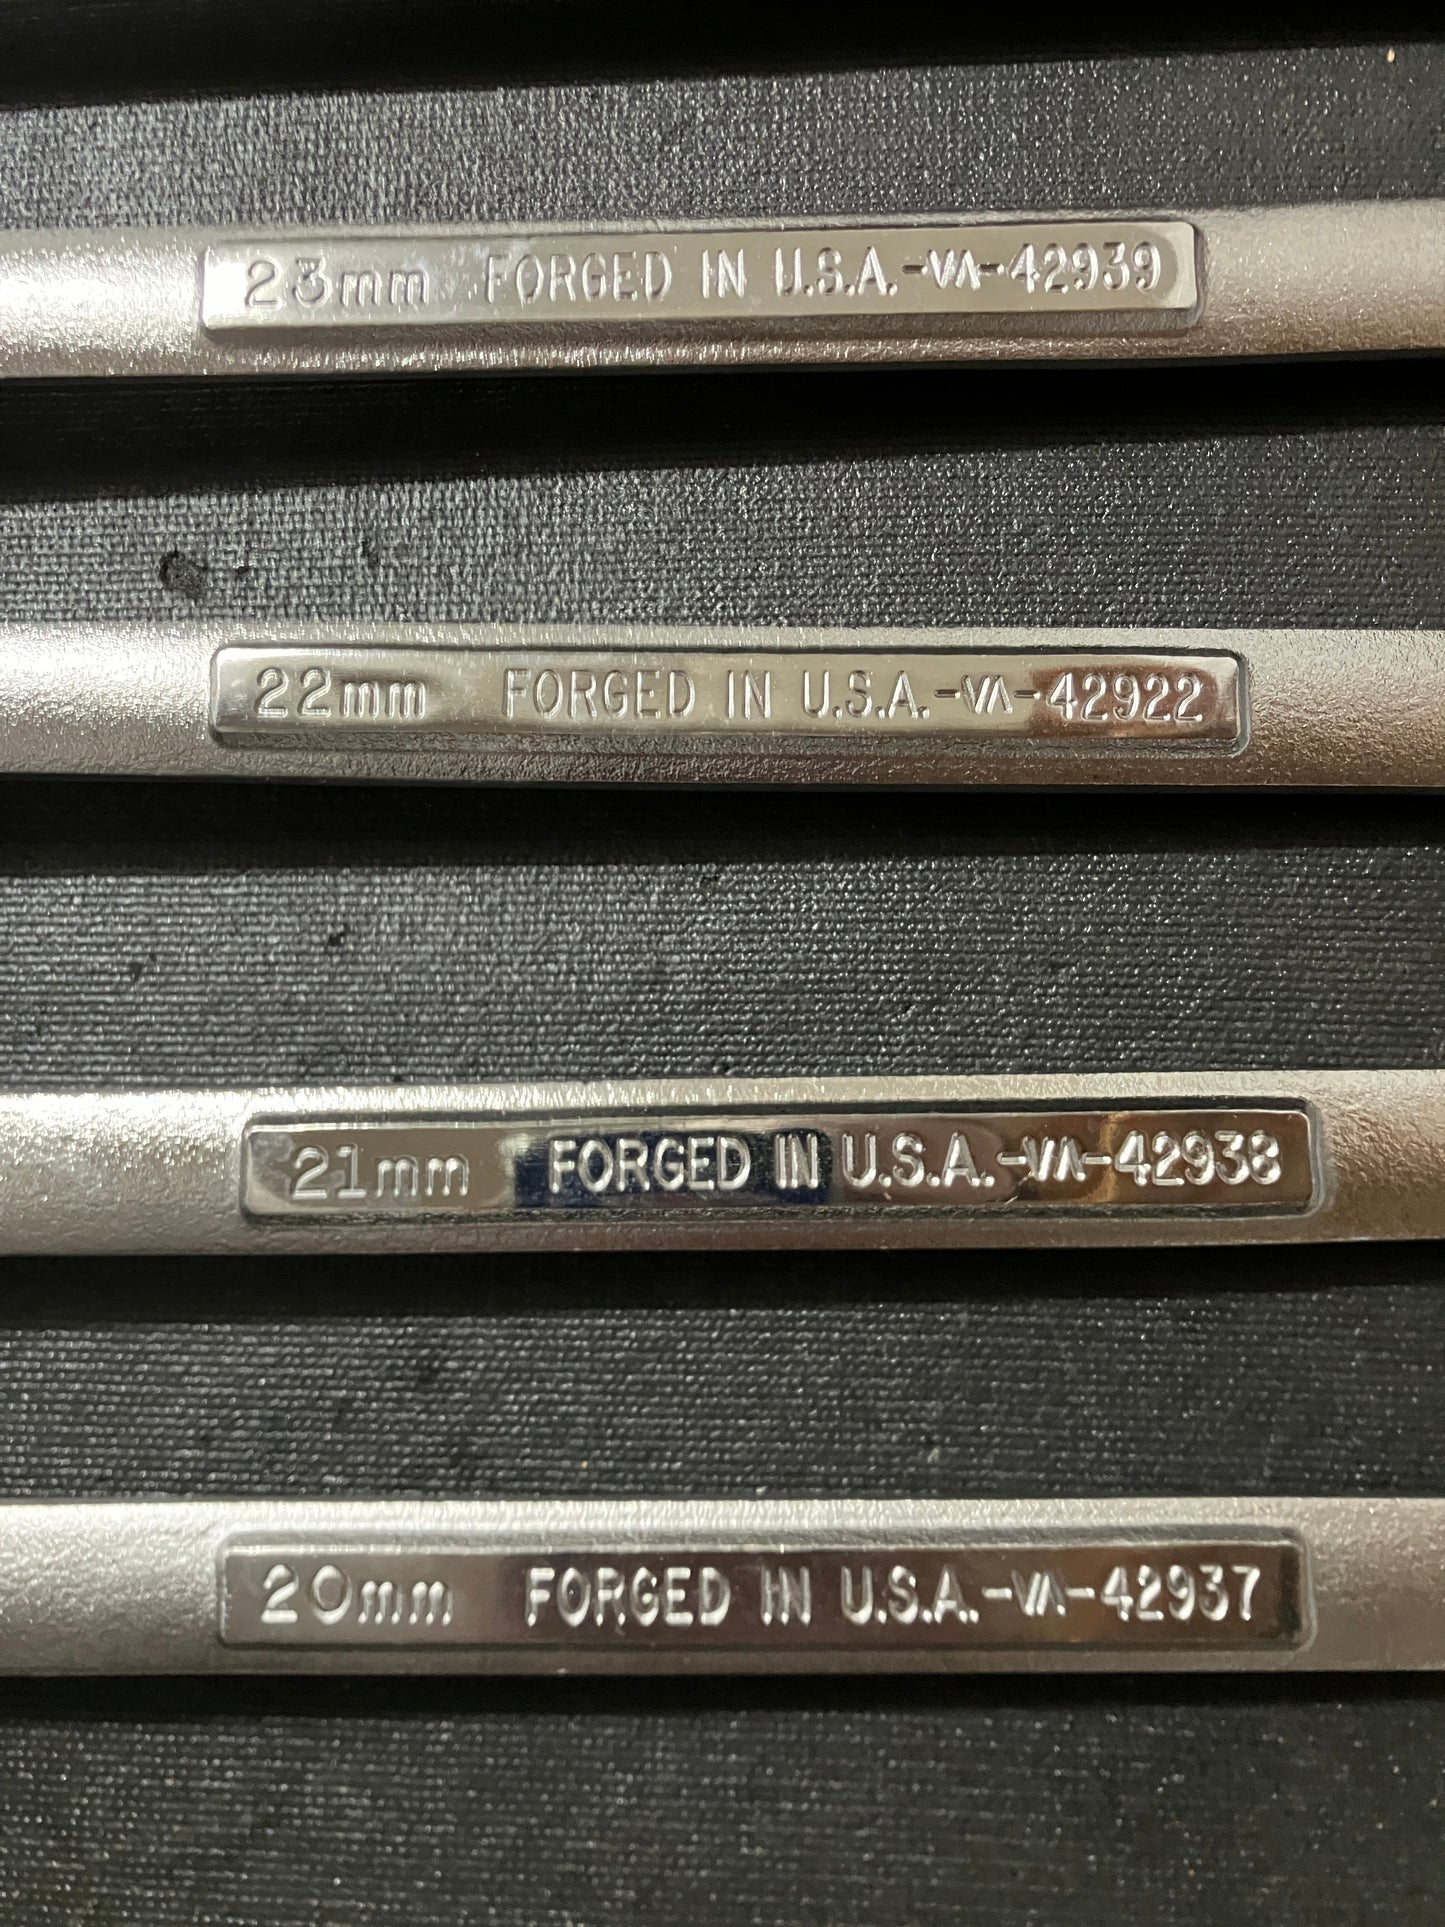 23mm FORGED IN U.S.A.-VA-42939
22mm FORGED IN U.S.A.-VA-42922
21mm FORGED IN U.S.A.-VA-42938
20mm FORGED IN U.S.A.-VA-42937